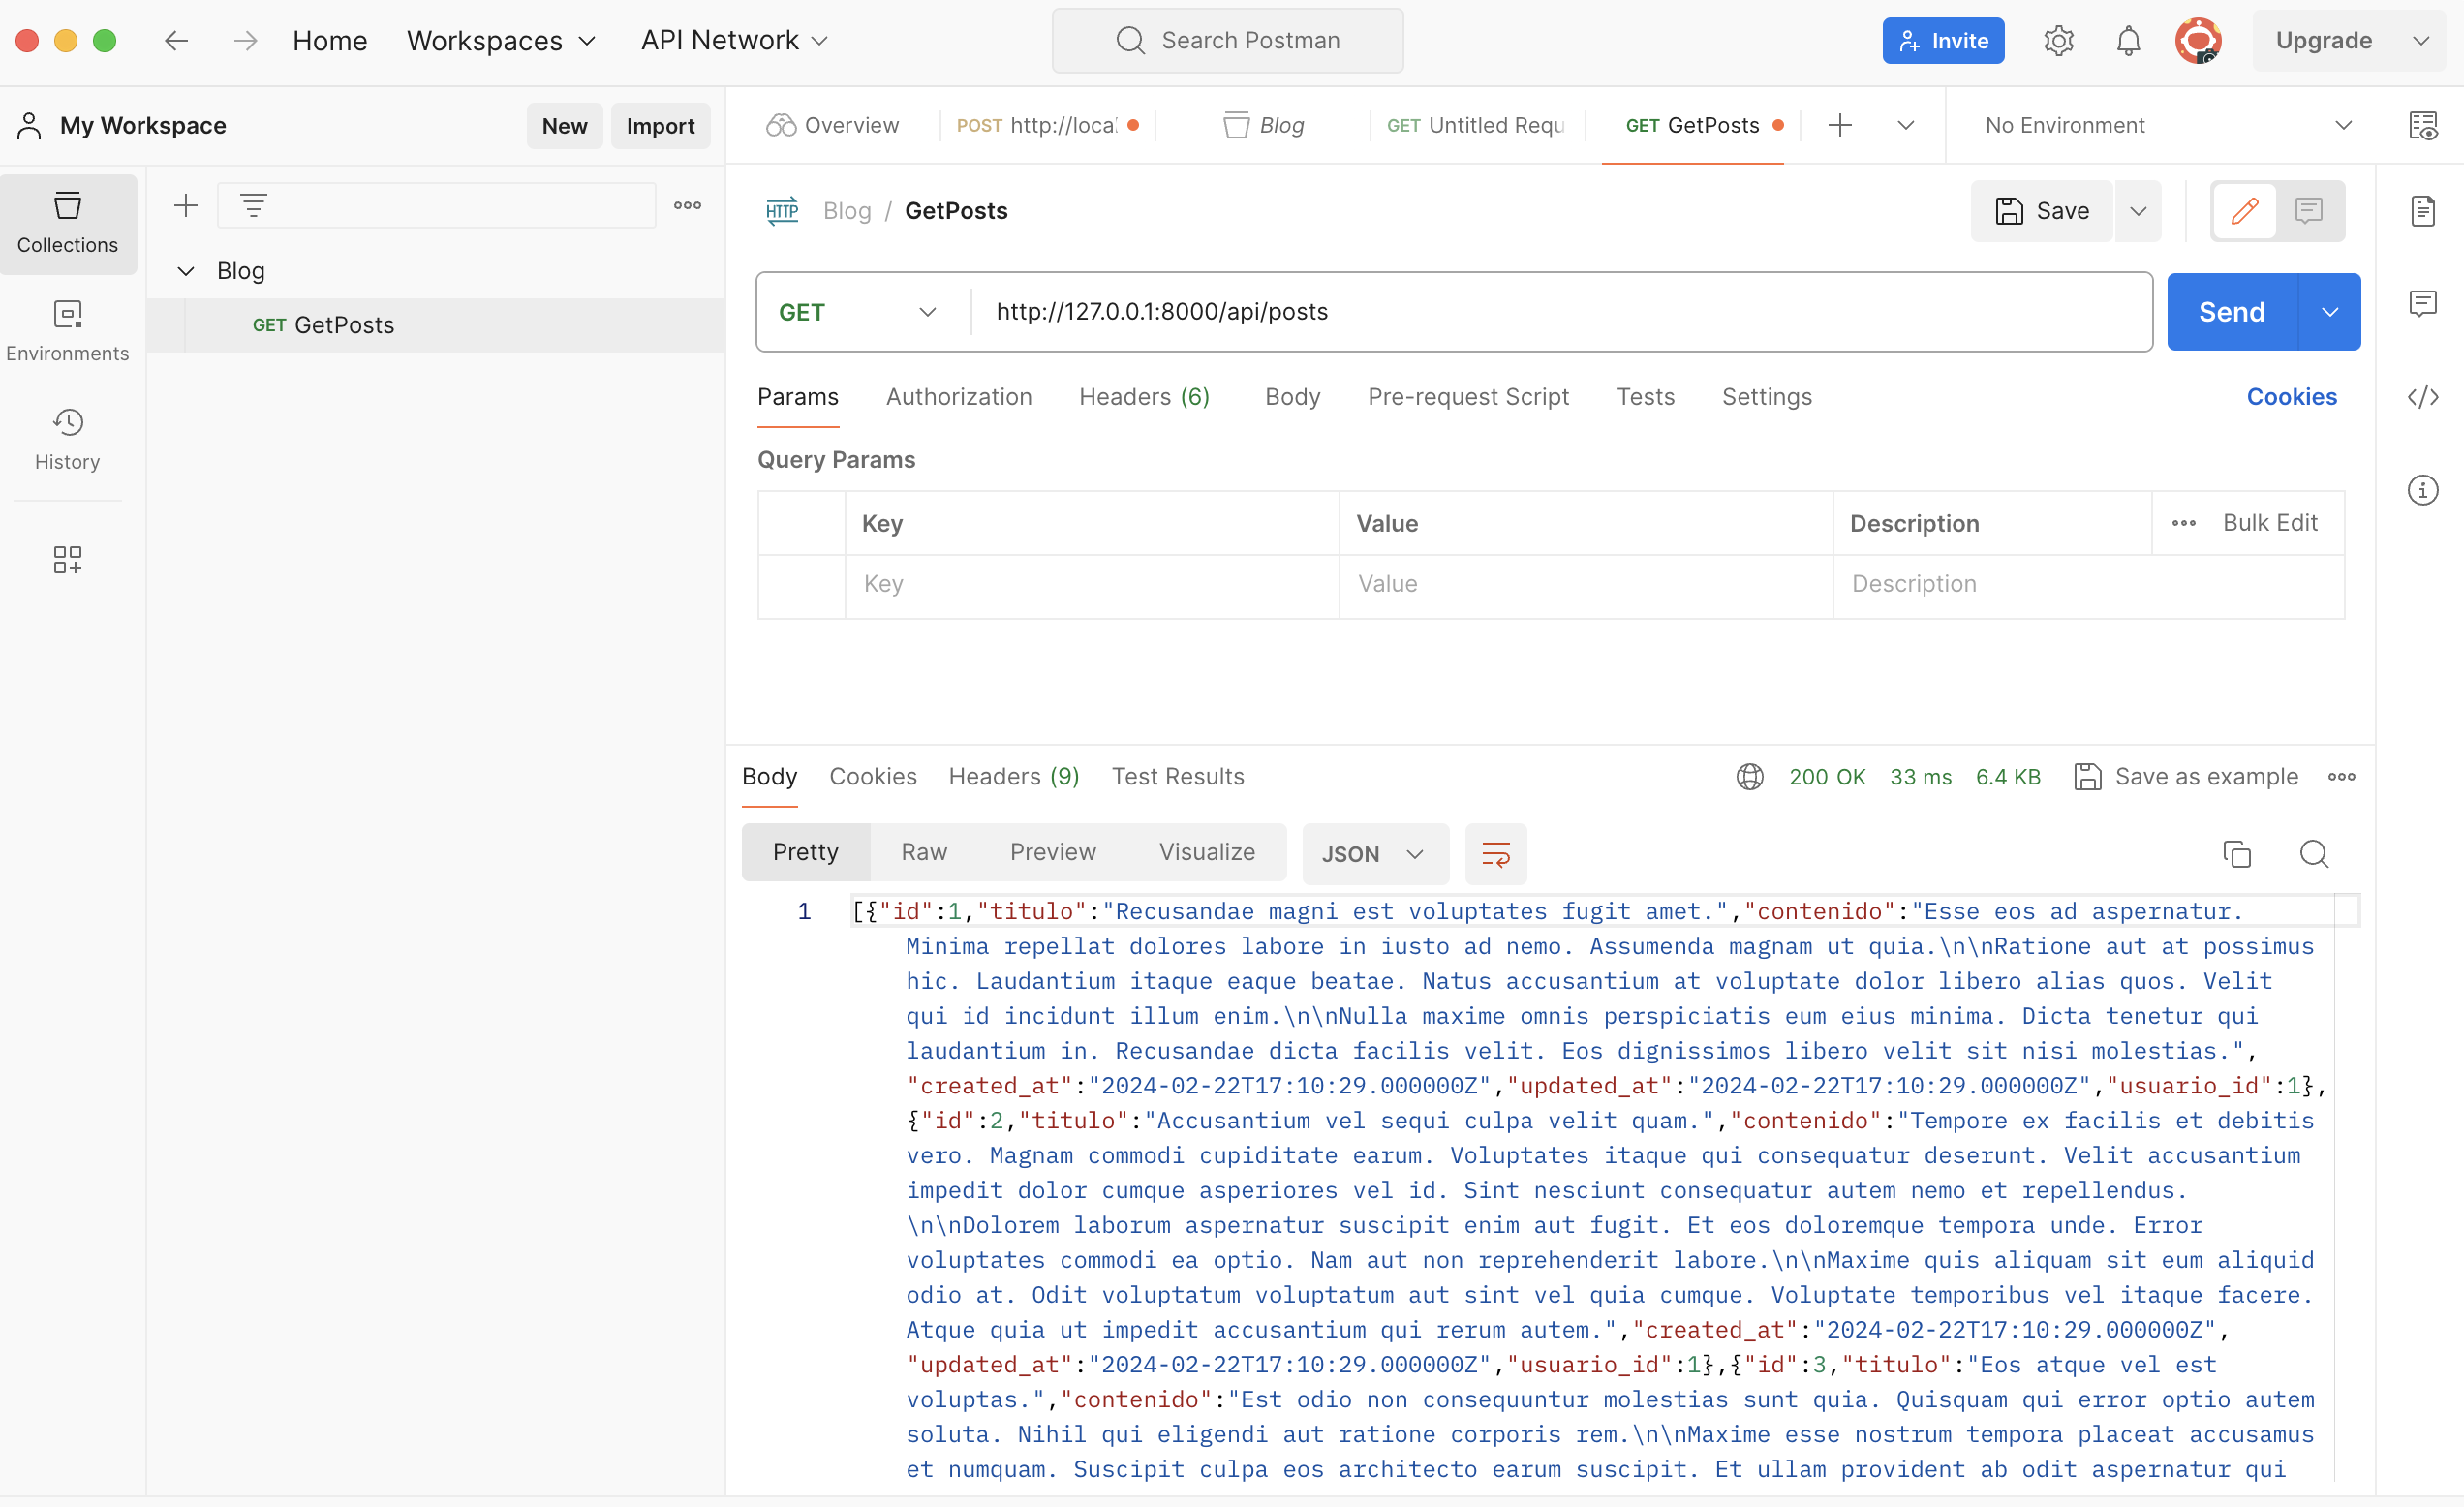 Home
Workspaces
API Network
Search Postman
Invite
Upgrade
My Workspace
New
Import
Overview
POST http://loca
Blog
GET Untitled Requ
GET GetPosts
No Environment
Collections
Environments
History
Blog
GET GetPosts
HTTP
Blog / GetPosts
Save
GET
http://127.0.0.1:8000/api/posts
Send
Params
Authorization
Headers (6)
Body
Pre-request Script
Tests
Settings
Cookies
Query Params
Key
Value
Description
Bulk Edit
Key
Value
Description
Body
Cookies
Headers (9)
Test Results
200 OK
33 ms
6.4 KB
Save as example
Pretty
Raw
Preview
Visualize
JSON
1
[{"id":1,"titulo":"Recusandae magni est voluptates fugit amet.","contenido":"Esse eos ad aspernatur.
Minima repellat dolores labore in iusto ad nemo. Assumenda magnam ut quia.\n\nRatione aut at possimus
hic. Laudantium itaque eaque beatae. Natus accusantium at voluptate dolor libero alias quos. Velit
qui id incidunt illum enim.\n\nNulla maxime omnis perspiciatis eum eius minima. Dicta tenetur qui
laudantium in. Recusandae dicta facilis velit. Eos dignissimos libero velit sit nisi molestias.",
"created_at":"2024-02-22T17:10:29.000000Z","updated_at":"2024-02-22T17:10:29.000000Z","usuario_id":1},
{"id":2,"titulo":"Accusantium vel sequi culpa velit quam.","contenido":"Tempore ex facilis et debitis
vero. Magnam commodi cupiditate earum. Voluptates itaque qui consequatur deserunt. Velit accusantium
impedit dolor cumque asperiores vel id. Sint nesciunt consequatur autem nemo et repellendus.
\n\nDolorem laborum aspernatur suscipit enim aut fugit. Et eos doloremque tempora unde. Error
voluptates commodi ea optio. Nam aut non reprehenderit labore.\n\nMaxime quis aliquam sit eum aliquid
odio at. Odit voluptatum voluptatum aut sint vel quia cumque. Voluptate temporibus vel itaque facere.
Atque quia ut impedit accusantium qui rerum autem.","created_at":"2024-02-22T17:10:29.000000Z",
"updated_at":"2024-02-22T17:10:29.000000Z","usuario_id":1},{"id":3,"titulo":"Eos atque vel est
voluptas.","contenido":"Est odio non consequuntur molestias sunt quia. Quisquam qui error optio autem
soluta. Nihil qui eligendi aut ratione corporis rem.\n\nMaxime esse nostrum tempora placeat accusamus
et numquam. Suscipit culpa eos architecto earum suscipit. Et ullam provident ab odit aspernatur qui